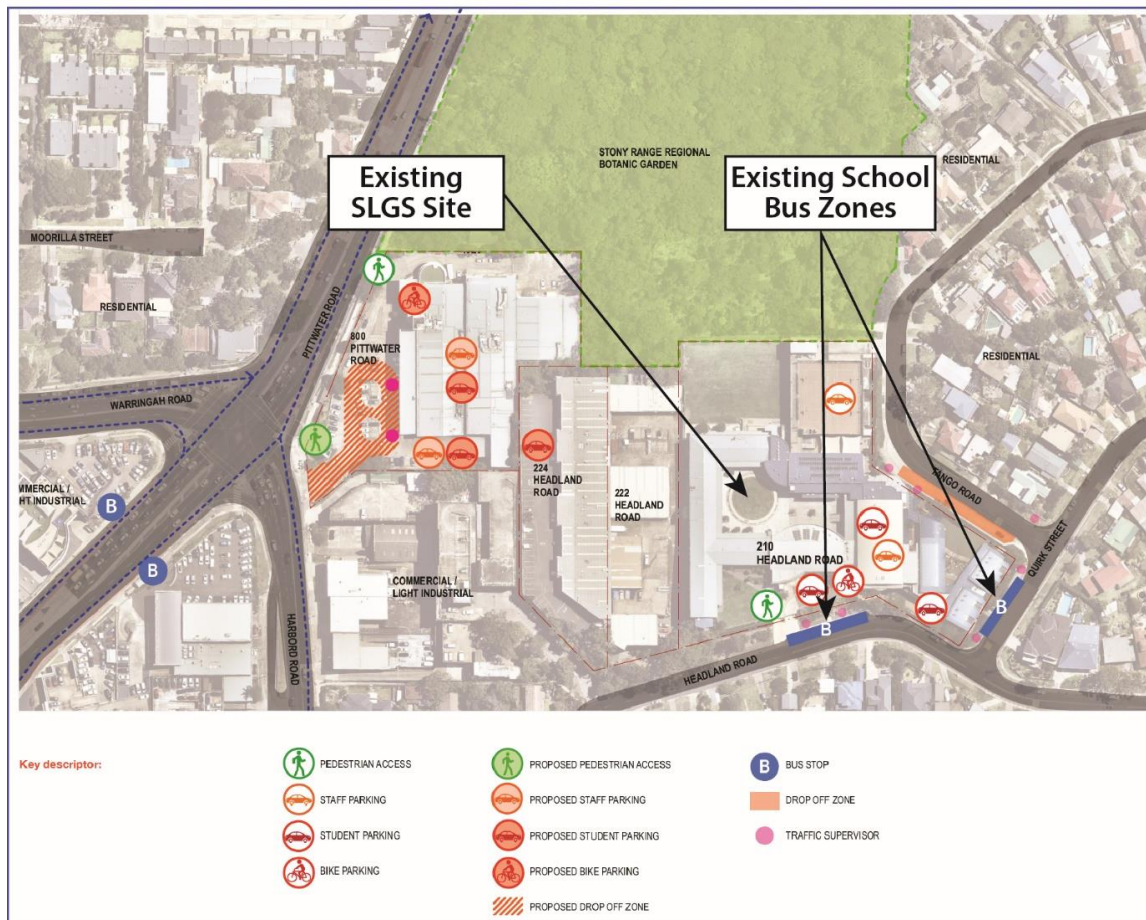 STONY RANGE REGIONAL
BOTANIC GARDEN
RESIDENTIAL
Existing
SLGS Site
Existing School
Bus Zones
MOORILLA STREET
RESIDENTIAL
PITTWATER ROAD
800
PITTWATER
ROAD
RESIDENTIAL
WARRINGAH ROAD
TANGO ROAD
224
HEADLAND
ROAD
222
HEADLAND
ROAD
MMERCIAL /
HT INDUSTRIAL
B
B
QUIRK STREET
210
HEADLAND ROAD
COMMERCIAL /
LIGHT INDUSTRIAL
B
B
HARBORD ROAD
HEADLAND ROAD
Key descriptor:
PEDESTRIAN ACCESS
STAFF PARKING
STUDENT PARKING
BIKE PARKING
PROPOSED PEDESTRIAN ACCESS
PROPOSED STAFF PARKING
PROPOSED STUDENT PARKING
PROPOSED BIKE PARKING
PROPOSED DROP OFF ZONE
B BUS STOP
DROP OFF ZONE
TRAFFIC SUPERVISOR